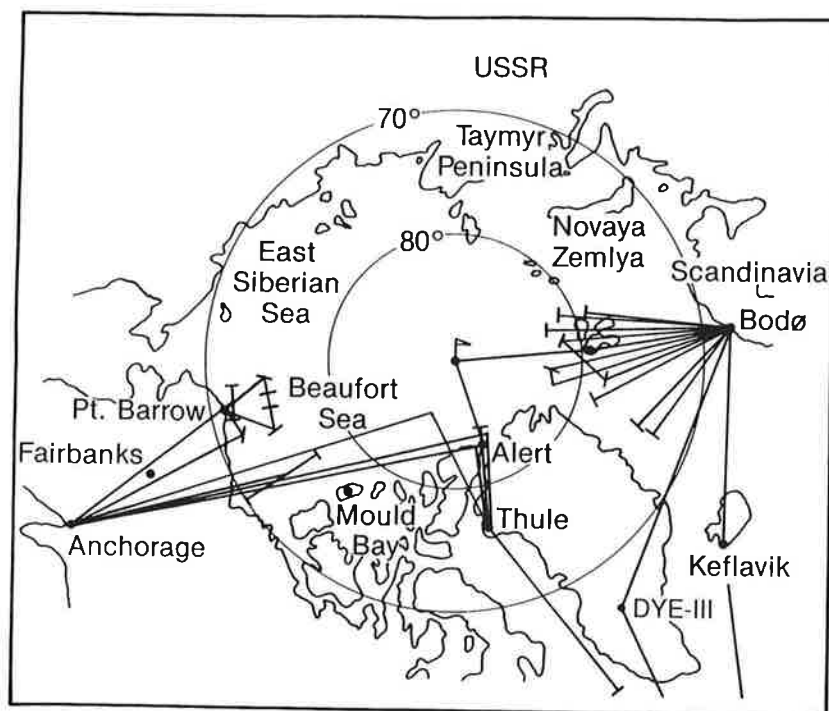 USSR
70°
Taymyr
Peninsula
80°
Novaya
Zemlya
East
Siberian
Sea
Scandinavia
Bodø
Beaufort
Sea
Pt. Barrow
Fairbanks
Alert
Anchorage
Mould
Bay
Thule
Keflavik
DYE-III